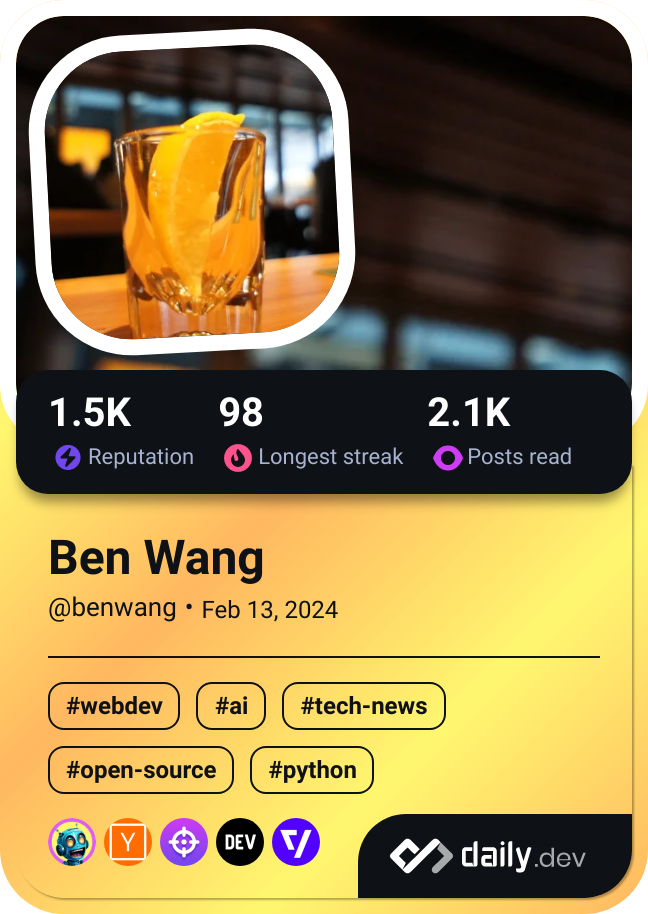 1.5K 98 2.1K
Reputation Longest streak Posts read
Ben Wang
@benwang • Feb 13, 2024
#webdev #ai #tech-news
#open-source #python
Y DEV
daily.dev